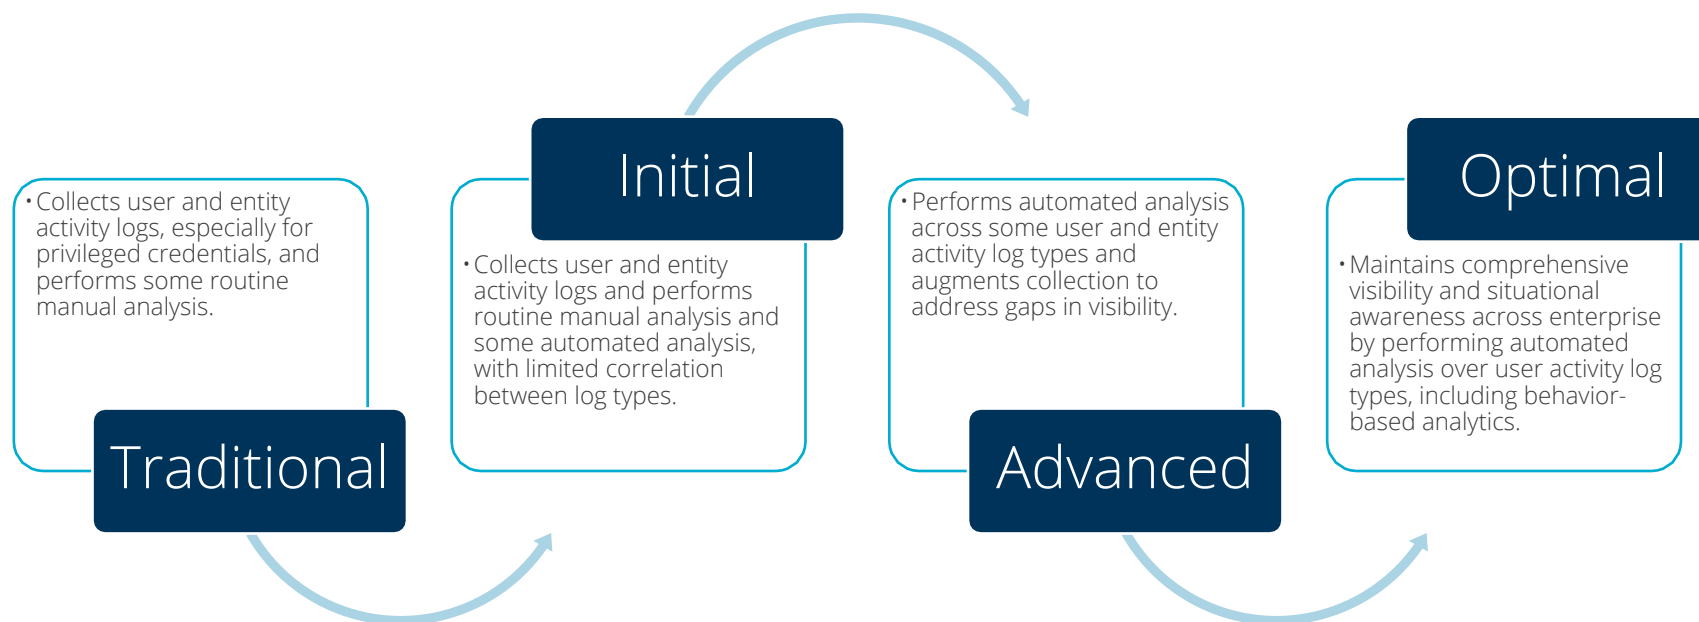 • Collects user and entity
activity logs, especially for
privileged credentials, and
performs some routine
manual analysis.
Traditional
Initial
• Collects user and entity
activity logs and performs
routine manual analysis and
some automated analysis,
with limited correlation
between log types.
• Performs automated analysis
across some user and entity
activity log types and
augments collection to
address gaps in visibility.
Advanced
Optimal
• Maintains comprehensive
visibility and situational
awareness across enterprise
by performing automated
analysis over user activity log
types, including behavior-
based analytics.